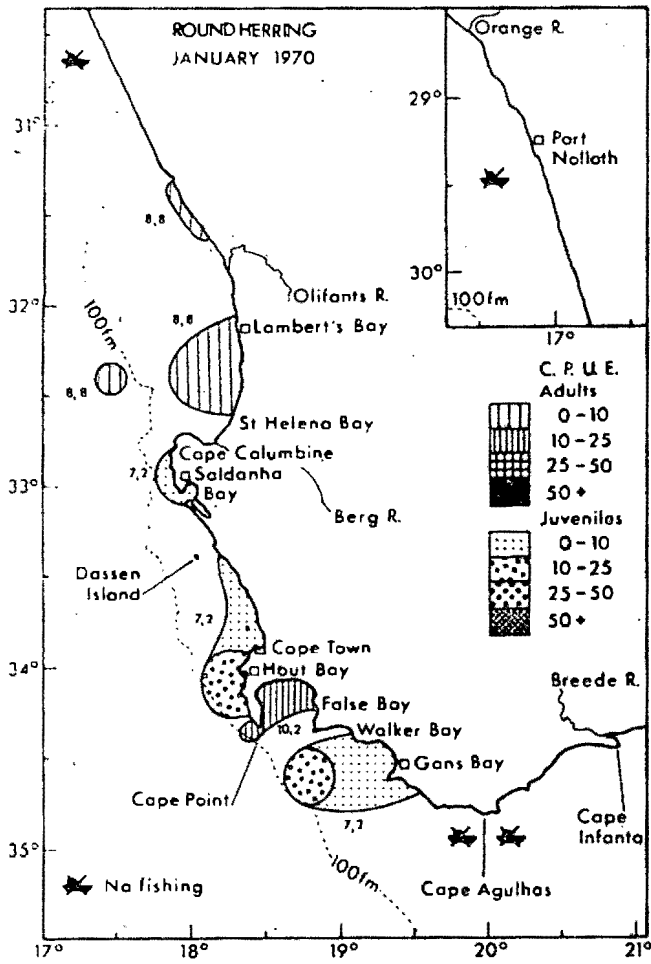 ROUND HERRING
JANUARY 1970
Orange R.
29°
Port
Nolloth
30°
100fm
17°
31°
8,8
Olifants R.
32°
100fm
8,8
Lambert's Bay
8,8
St Helena Bay
Cape Calumbine
7,2
Saldanha
Bay
33°
Berg R.
Dassen
Island
7,2
Cape Town
34°
Hout Bay
False Bay
10,2
Walker Bay
Gans Bay
Cape Point
7,2
Breede R.
Cape
Infanta
35°
100fm
Cape Agulhas
No fishing
C. P. U. E.
Adults
0-10
10-25
25-50
50+
Juveniles
0-10
10-25
25-50
50+
17°
18°
19°
20°
21°